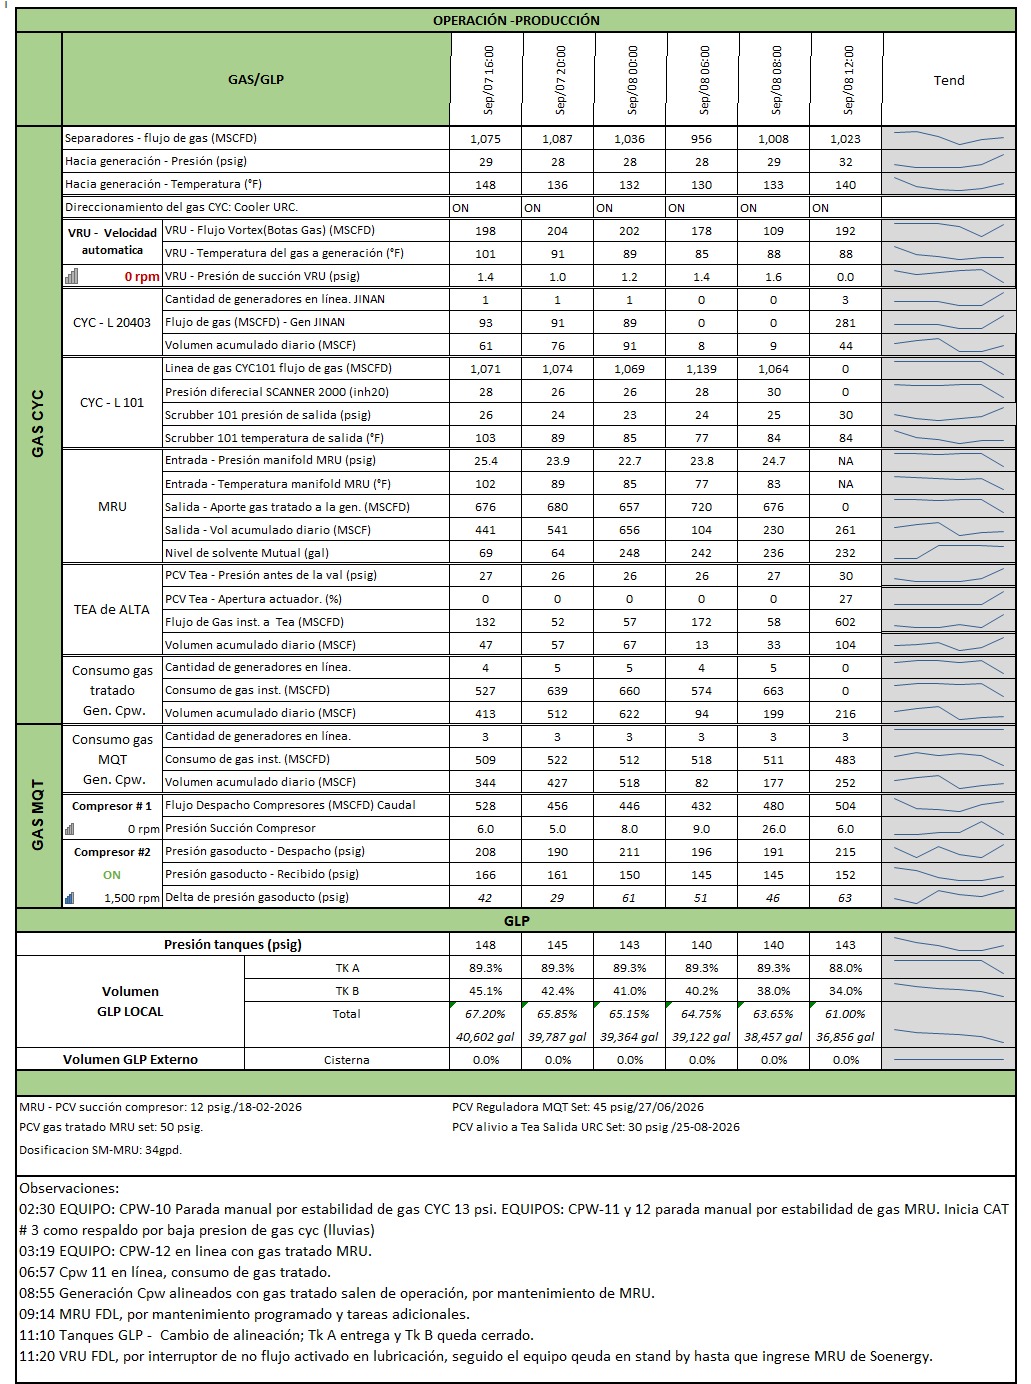 OPERACIÓN -PRODUCCIÓN
GAS/GLP Sep/07 16:00 Sep/07 20:00 Sep/08 00:00 Sep/08 06:00 Sep/08 08:00 Sep/08 12:00 Tend
GAS CYC
Separadores - flujo de gas (MSCFD) 1,075 1,087 1,036 956 1,008 1,023
Hacia generación - Presión (psig) 29 28 28 28 29 32
Hacia generación - Temperatura (°F) 148 136 132 130 133 140
Direccionamiento del gas CYC: Cooler URC. ON ON ON ON ON ON
VRU - Velocidad automatica
0 rpm
VRU - Flujo Vortex(Botas Gas) (MSCFD) 198 204 202 178 109 192
VRU - Temperatura del gas a generación (°F) 101 91 89 85 88 88
VRU - Presión de succión VRU (psig) 1.4 1.0 1.2 1.4 1.6 0.0
CYC - L 20403
Cantidad de generadores en línea. JINAN 1 1 1 0 0 3
Flujo de gas (MSCFD) - Gen JINAN 93 91 89 0 0 281
Volumen acumulado diario (MSCF) 61 76 91 8 9 44
CYC - L 101
Linea de gas CYC101 flujo de gas (MSCFD) 1,071 1,074 1,069 1,139 1,064 0
Presión diferecial SCANNER 2000 (inh20) 28 26 26 28 30 0
Scrubber 101 presión de salida (psig) 26 24 23 24 25 30
Scrubber 101 temperatura de salida (°F) 103 89 85 77 84 84
MRU
Entrada - Presión manifold MRU (psig) 25.4 23.9 22.7 23.8 24.7 NA
Entrada - Temperatura manifold MRU (°F) 102 89 85 77 83 NA
Salida - Aporte gas tratado a la gen. (MSCFD) 676 680 657 720 676 0
Salida - Vol acumulado diario (MSCF) 441 541 656 104 230 261
Nivel de solvente Mutual (gal) 69 64 248 242 236 232
TEA de ALTA
PCV Tea - Presión antes de la val (psig) 27 26 26 26 27 30
PCV Tea - Apertura actuador. (%) 0 0 0 0 0 27
Flujo de Gas inst. a Tea (MSCFD) 132 52 57 172 58 602
Volumen acumulado diario (MSCF) 47 57 67 13 33 104
Consumo gas tratado Gen. Cpw.
Cantidad de generadores en línea. 4 5 5 4 5 0
Consumo de gas inst. (MSCFD) 527 639 660 574 663 0
Volumen acumulado diario (MSCF) 413 512 622 94 199 216
GAS MQT
Consumo gas MQT Gen. Cpw.
Cantidad de generadores en línea. 3 3 3 3 3 3
Consumo de gas inst. (MSCFD) 509 522 512 518 511 483
Volumen acumulado diario (MSCF) 344 427 518 82 177 252
Compresor # 1
0 rpm
Flujo Despacho Compresores (MSCFD) Caudal 528 456 446 432 480 504
Presión Succión Compresor 6.0 5.0 8.0 9.0 26.0 6.0
Compresor #2
ON
1,500 rpm
Presión gasoducto - Despacho (psig) 208 190 211 196 191 215
Presión gasoducto - Recibido (psig) 166 161 150 145 145 152
Delta de presión gasoducto (psig) 42 29 61 51 46 63
GLP
Presión tanques (psig) 148 145 143 140 140 143
Volumen
GLP LOCAL
TK A 89.3% 89.3% 89.3% 89.3% 89.3% 88.0%
TK B 45.1% 42.4% 41.0% 40.2% 38.0% 34.0%
Total 67.20% 65.85% 65.15% 64.75% 63.65% 61.00%
40,602 gal 39,787 gal 39,364 gal 39,122 gal 38,457 gal 36,856 gal
Volumen GLP Externo Cisterna 0.0% 0.0% 0.0% 0.0% 0.0% 0.0%
MRU - PCV succión compresor: 12 psig./18-02-2026 PCV Reguladora MQT Set: 45 psig/27/06/2026
PCV gas tratado MRU set: 50 psig. PCV alivio a Tea Salida URC Set: 30 psig /25-08-2026
Dosificacion SM-MRU: 34gpd.
Observaciones:
02:30 EQUIPO: CPW-10 Parada manual por estabilidad de gas CYC 13 psi. EQUIPOS: CPW-11 y 12 parada manual por estabilidad de gas MRU. Inicia CAT
# 3 como respaldo por baja presion de gas cyc (lluvias)
03:19 EQUIPO: CPW-12 en linea con gas tratado MRU.
06:57 Cpw 11 en línea, consumo de gas tratado.
08:55 Generación Cpw alineados con gas tratado salen de operación, por mantenimiento de MRU.
09:14 MRU FDL, por mantenimiento programado y tareas adicionales.
11:10 Tanques GLP - Cambio de alineación; Tk A entrega y Tk B queda cerrado.
11:20 VRU FDL, por interruptor de no flujo activado en lubricación, seguido el equipo qeuda en stand by hasta que ingrese MRU de Soenergy.